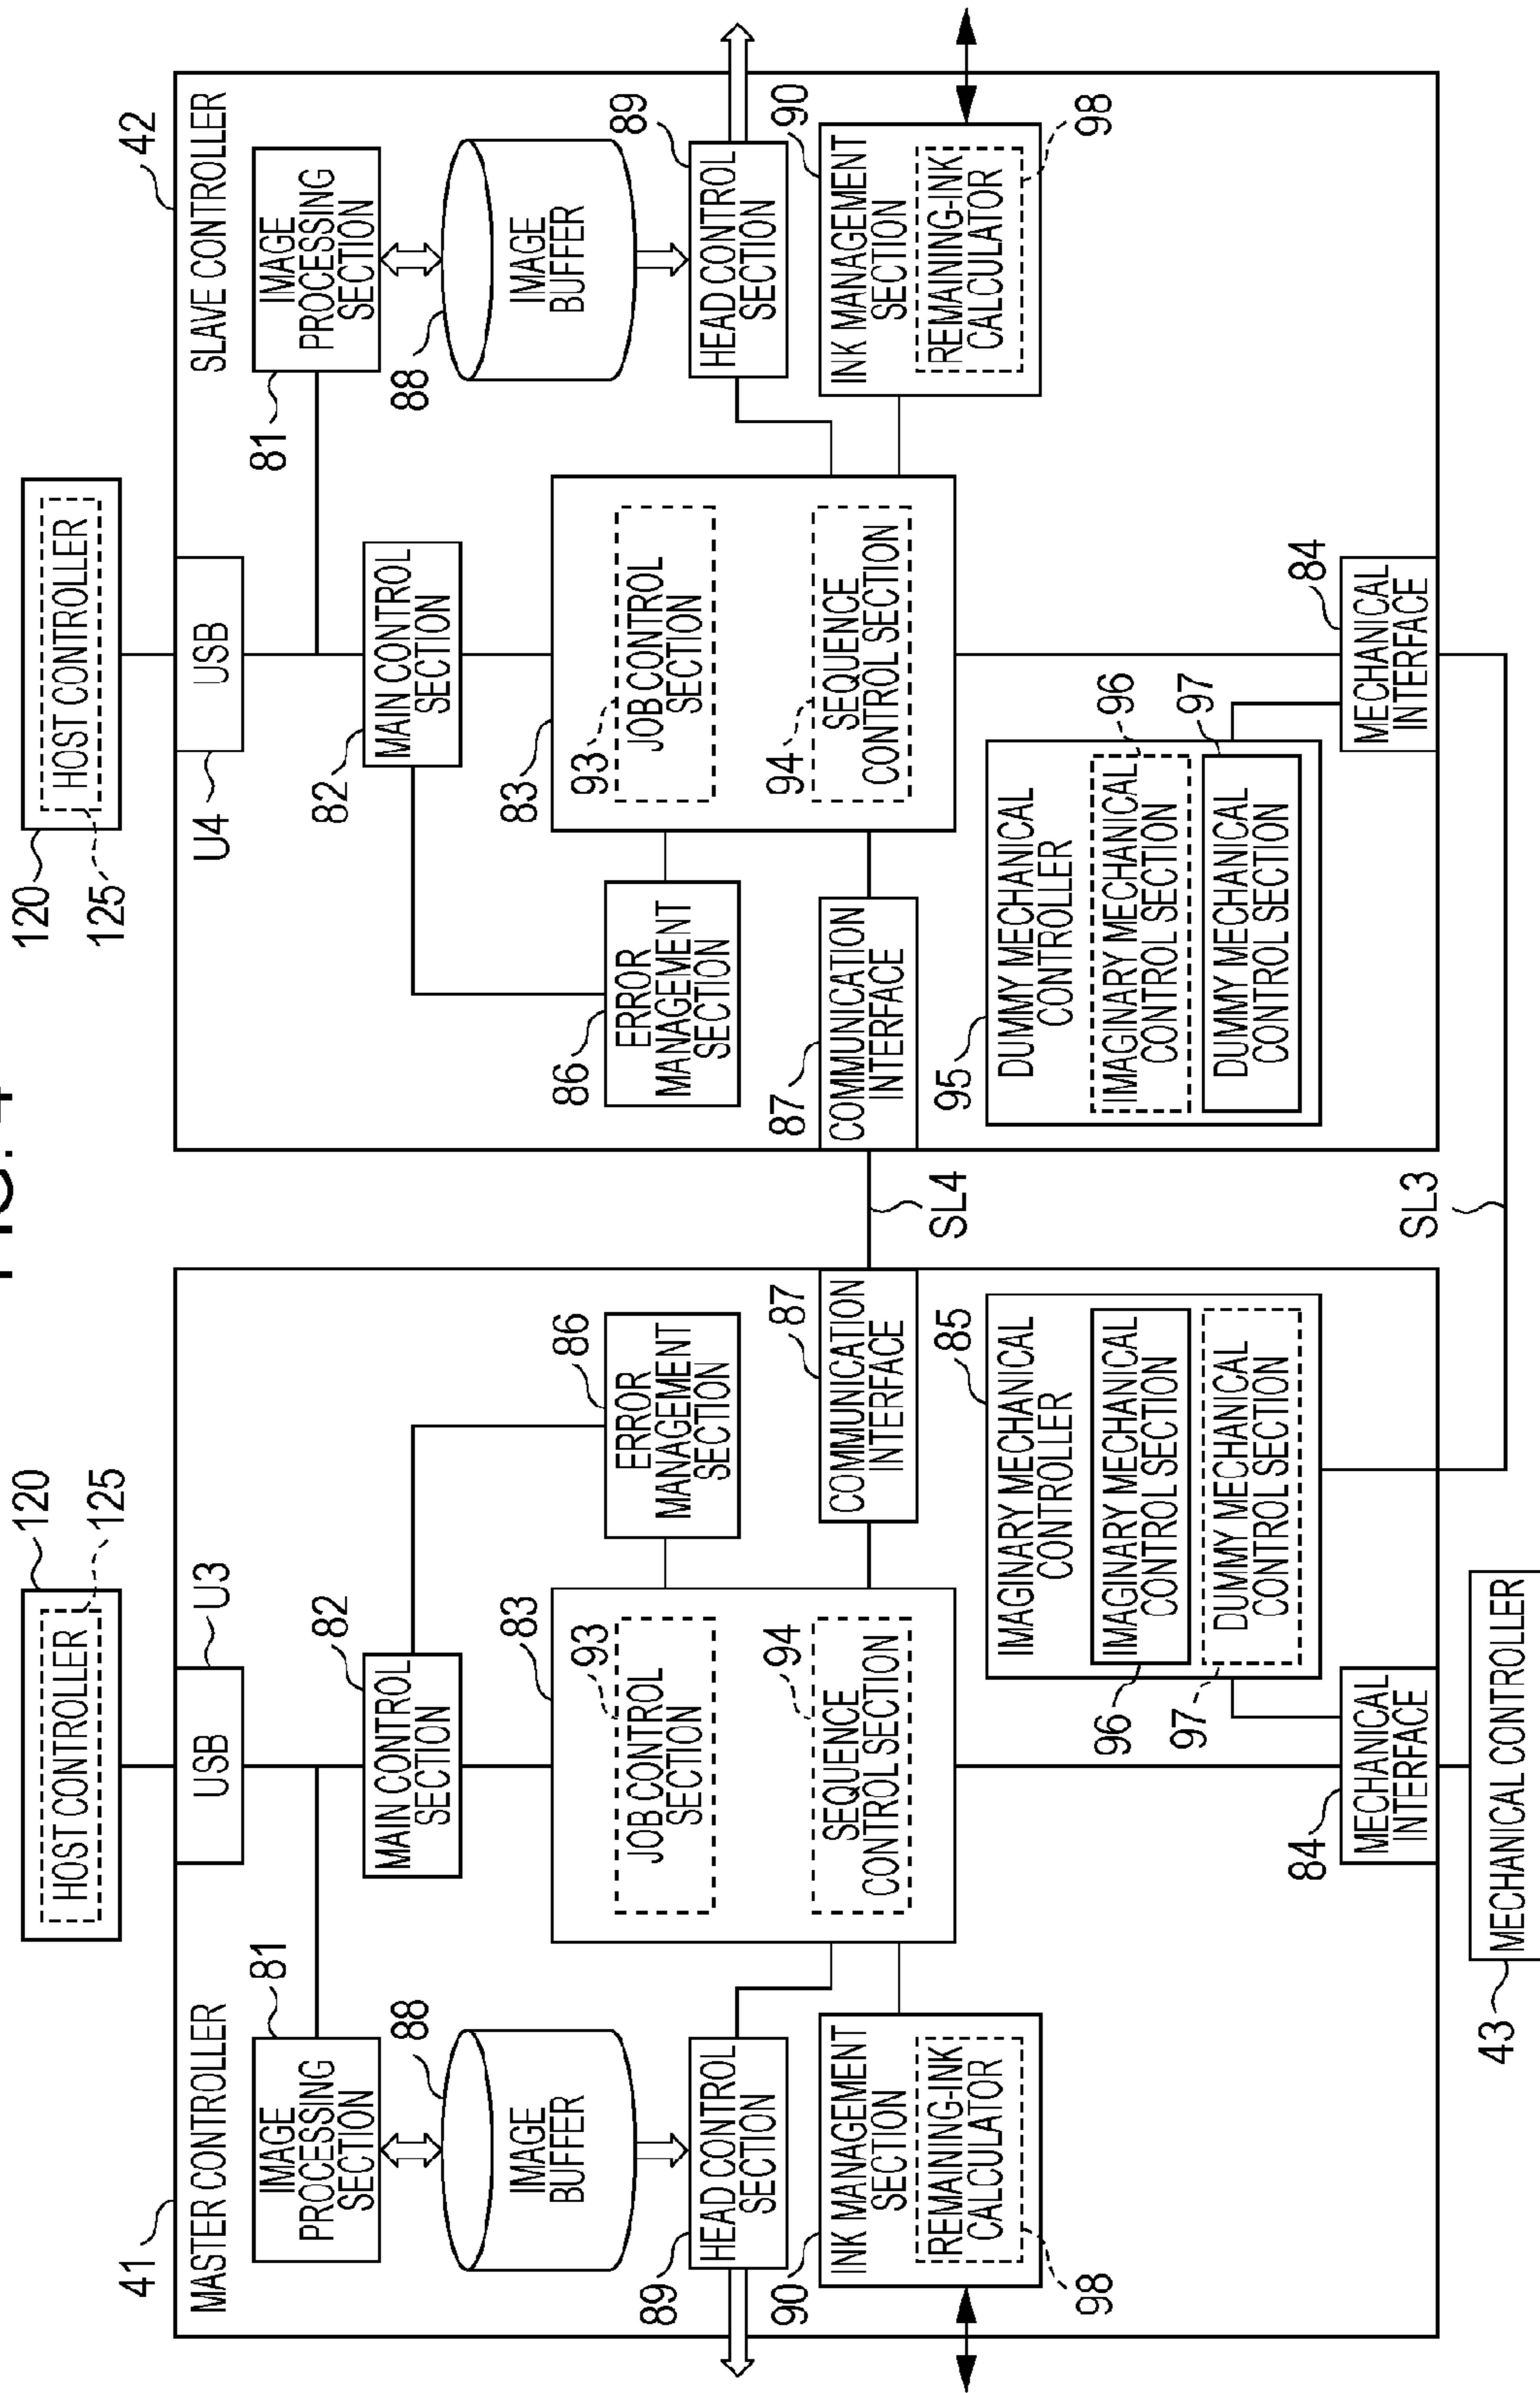 FIG. 4
120
HOST CONTROLLER
125
120
HOST CONTROLLER
125
41
MASTER CONTROLLER
USB
U3
IMAGE
PROCESSING
SECTION
81
88
IMAGE
BUFFER
82
MAIN CONTROL
SECTION
83
93
JOB CONTROL
SECTION
94
SEQUENCE
CONTROL SECTION
86
ERROR
MANAGEMENT
SECTION
87
COMMUNICATION
INTERFACE
89
HEAD CONTROL
SECTION
90
INK MANAGEMENT
SECTION
REMAINING-INK
CALCULATOR
98
85
IMAGINARY MECHANICAL
CONTROLLER
IMAGINARY MECHANICAL
CONTROL SECTION
96
DUMMY MECHANICAL
CONTROL SECTION
97
84
MECHANICAL
INTERFACE
43
MECHANICAL CONTROLLER
SL4
SL3
42
SLAVE CONTROLLER
U4
USB
81
IMAGE
PROCESSING
SECTION
88
IMAGE
BUFFER
82
MAIN CONTROL
SECTION
83
93
JOB CONTROL
SECTION
94
SEQUENCE
CONTROL SECTION
86
ERROR
MANAGEMENT
SECTION
87
COMMUNICATION
INTERFACE
89
HEAD CONTROL
SECTION
90
INK MANAGEMENT
SECTION
REMAINING-INK
CALCULATOR
98
95
DUMMY MECHANICAL
CONTROLLER
IMAGINARY MECHANICAL
CONTROL SECTION
96
DUMMY MECHANICAL
CONTROL SECTION
97
84
MECHANICAL
INTERFACE